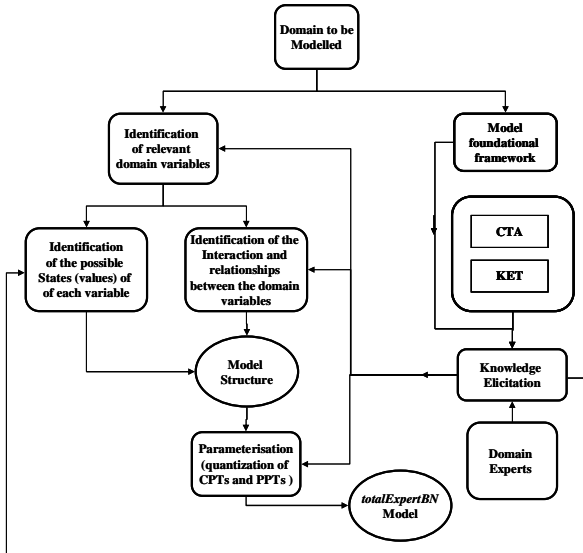 Domain to be
Modelled
Identification
of relevant
domain variables
Model
foundational
framework
CTA
KET
Identification
of the possible
States (values) of
of each variable
Identification of the
Interaction and
relationships
between the domain
variables
Model
Structure
Knowledge
Elicitation
Parameterisation
(quantization of
CPTs and PPTs )
Domain
Experts
totalExpertBN
Model